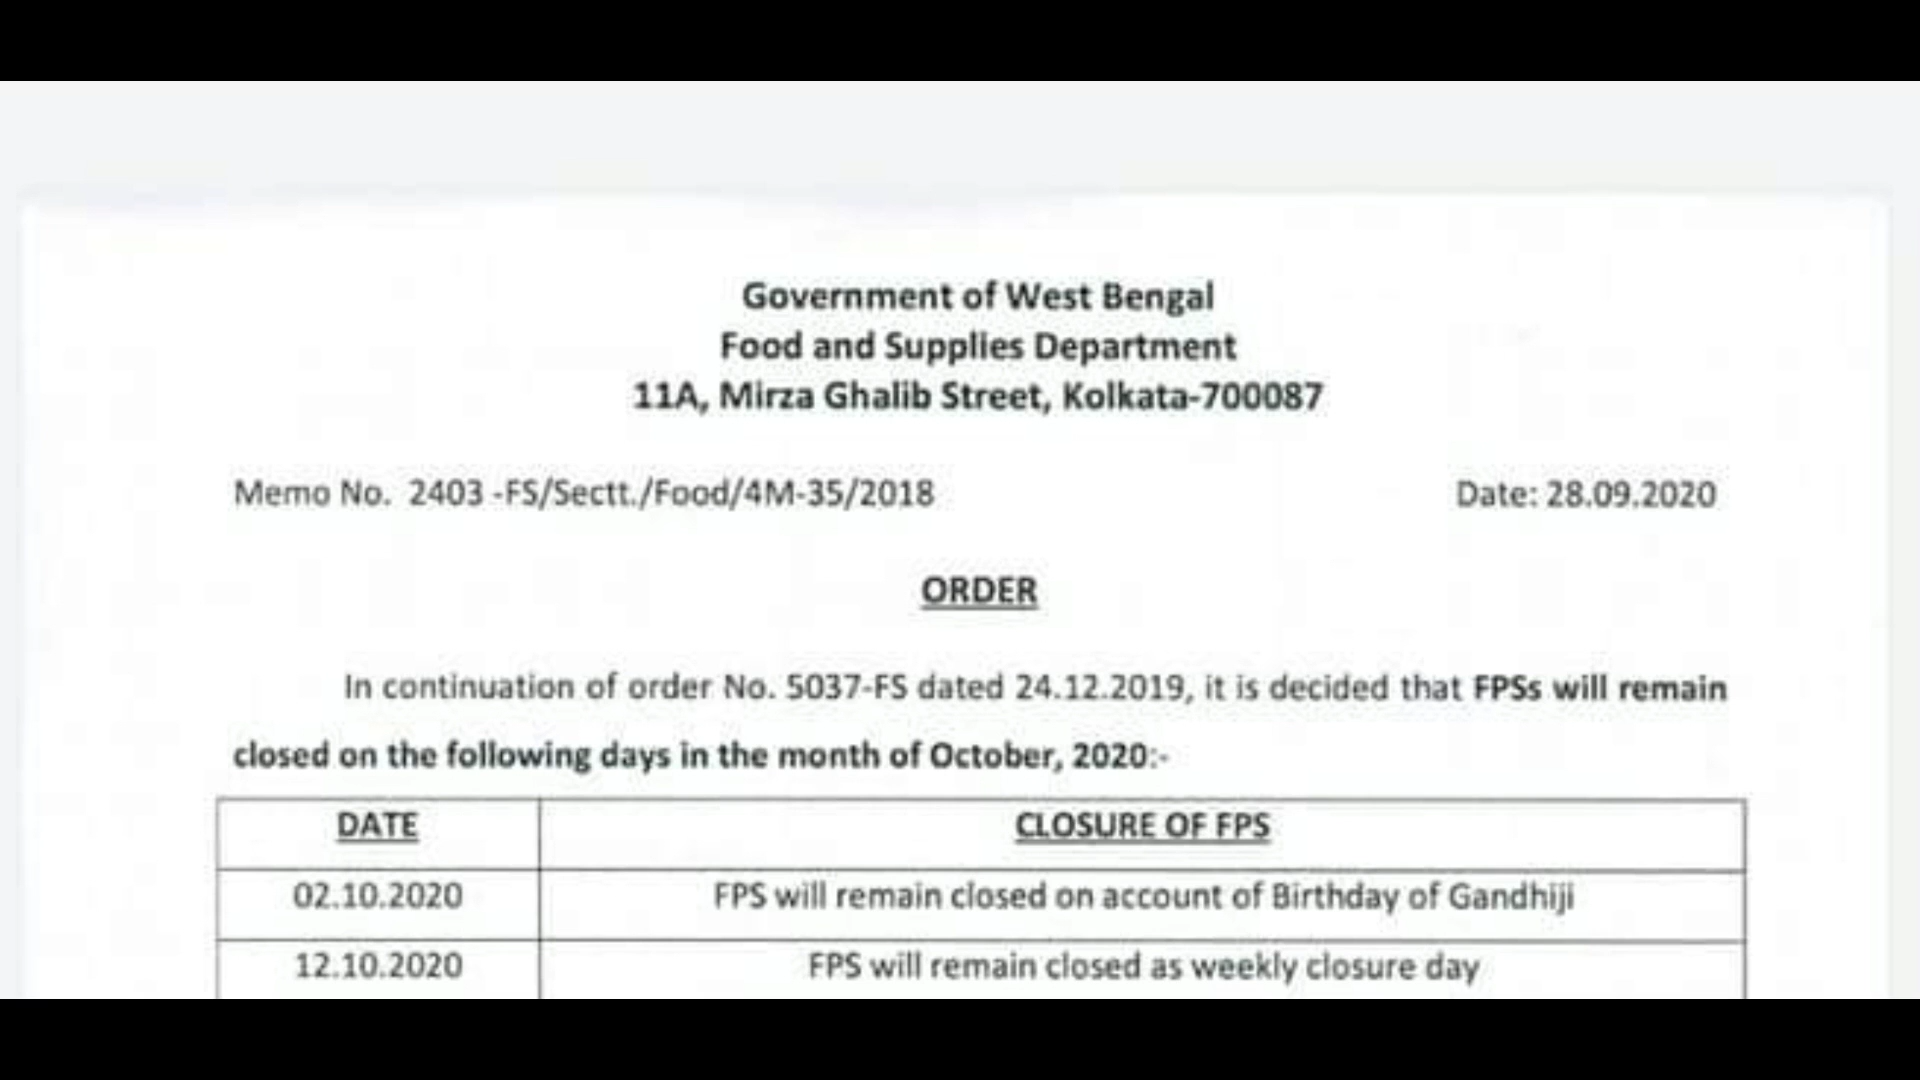 Government of West Bengal
Food and Supplies Department
11A, Mirza Ghalib Street, Kolkata-700087
Memo No. 2403 -FS/Sectt./Food/4M-35/2018 Date: 28.09.2020
ORDER
In continuation of order No. 5037-FS dated 24.12.2019, it is decided that FPSs will remain
closed on the following days in the month of October, 2020:-
DATE CLOSURE OF FPS
02.10.2020 FPS will remain closed on account of Birthday of Gandhiji
12.10.2020 FPS will remain closed as weekly closure day